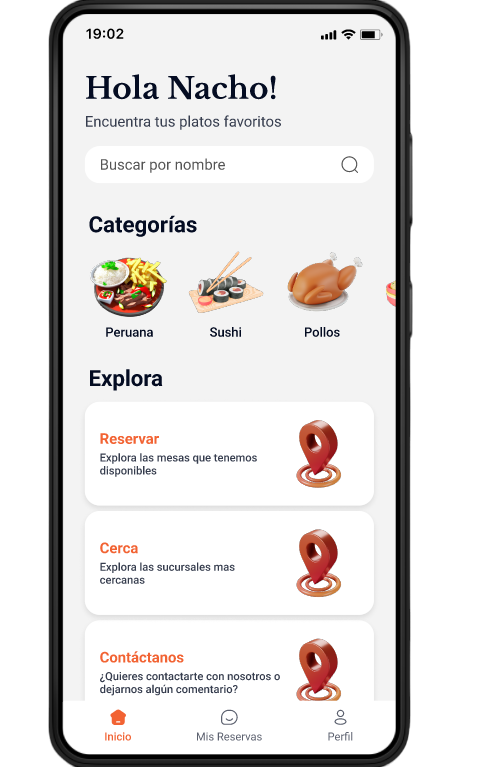 19:02
Hola Nacho!
Encuentra tus platos favoritos
Buscar por nombre
Categorías
Peruana
Sushi
Pollos
Explora
Reservar
Explora las mesas que tenemos
disponibles
Cerca
Explora las sucursales mas
cercanas
Contáctanos
¿Quieres contactarte con nosotros o
dejarnos algún comentario?
Inicio
Mis Reservas
Perfil